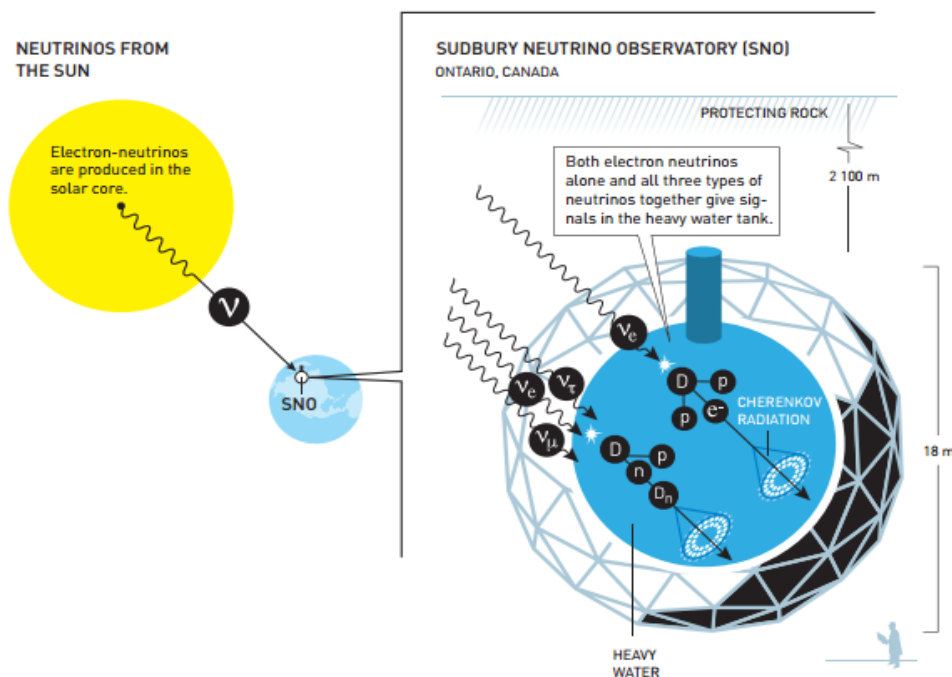 NEUTRINOS FROM
THE SUN
Electron-neutrinos
are produced in the
solar core.
ν
SNO
SUDBURY NEUTRINO OBSERVATORY (SNO)
ONTARIO, CANADA
PROTECTING ROCK
2 100 m
Both electron neutrinos
alone and all three types of
neutrinos together give sig-
nals in the heavy water tank.
νe
D
p
p
e-
CHERENKOV
RADIATION
νe
ντ
νμ
D
p
n
Dn
18 m
HEAVY
WATER